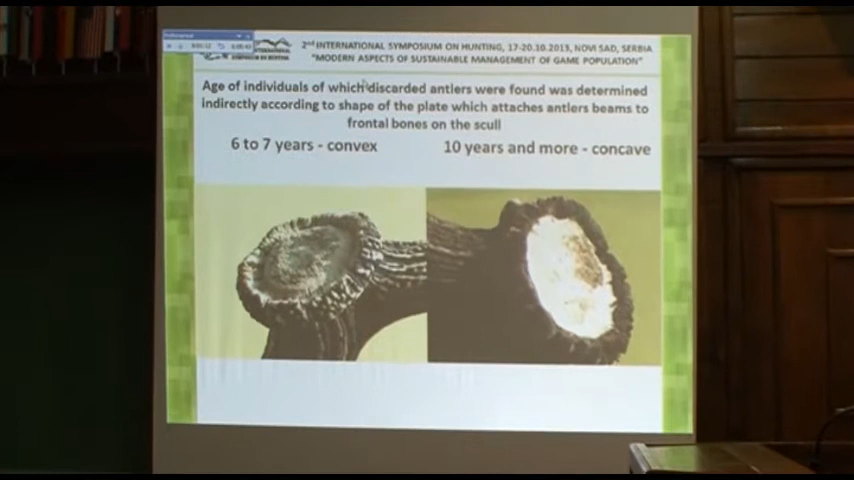 2nd INTERNATIONAL SYMPOSIUM ON HUNTING, 17-20.10.2013, NOVI SAD, SERBIA
"MODERN ASPECTS OF SUSTAINABLE MANAGEMENT OF GAME POPULATION"
Age of individuals of which discarded antlers were found was determined
indirectly according to shape of the plate which attaches antlers beams to
frontal bones on the scull
6 to 7 years - convex
10 years and more - concave